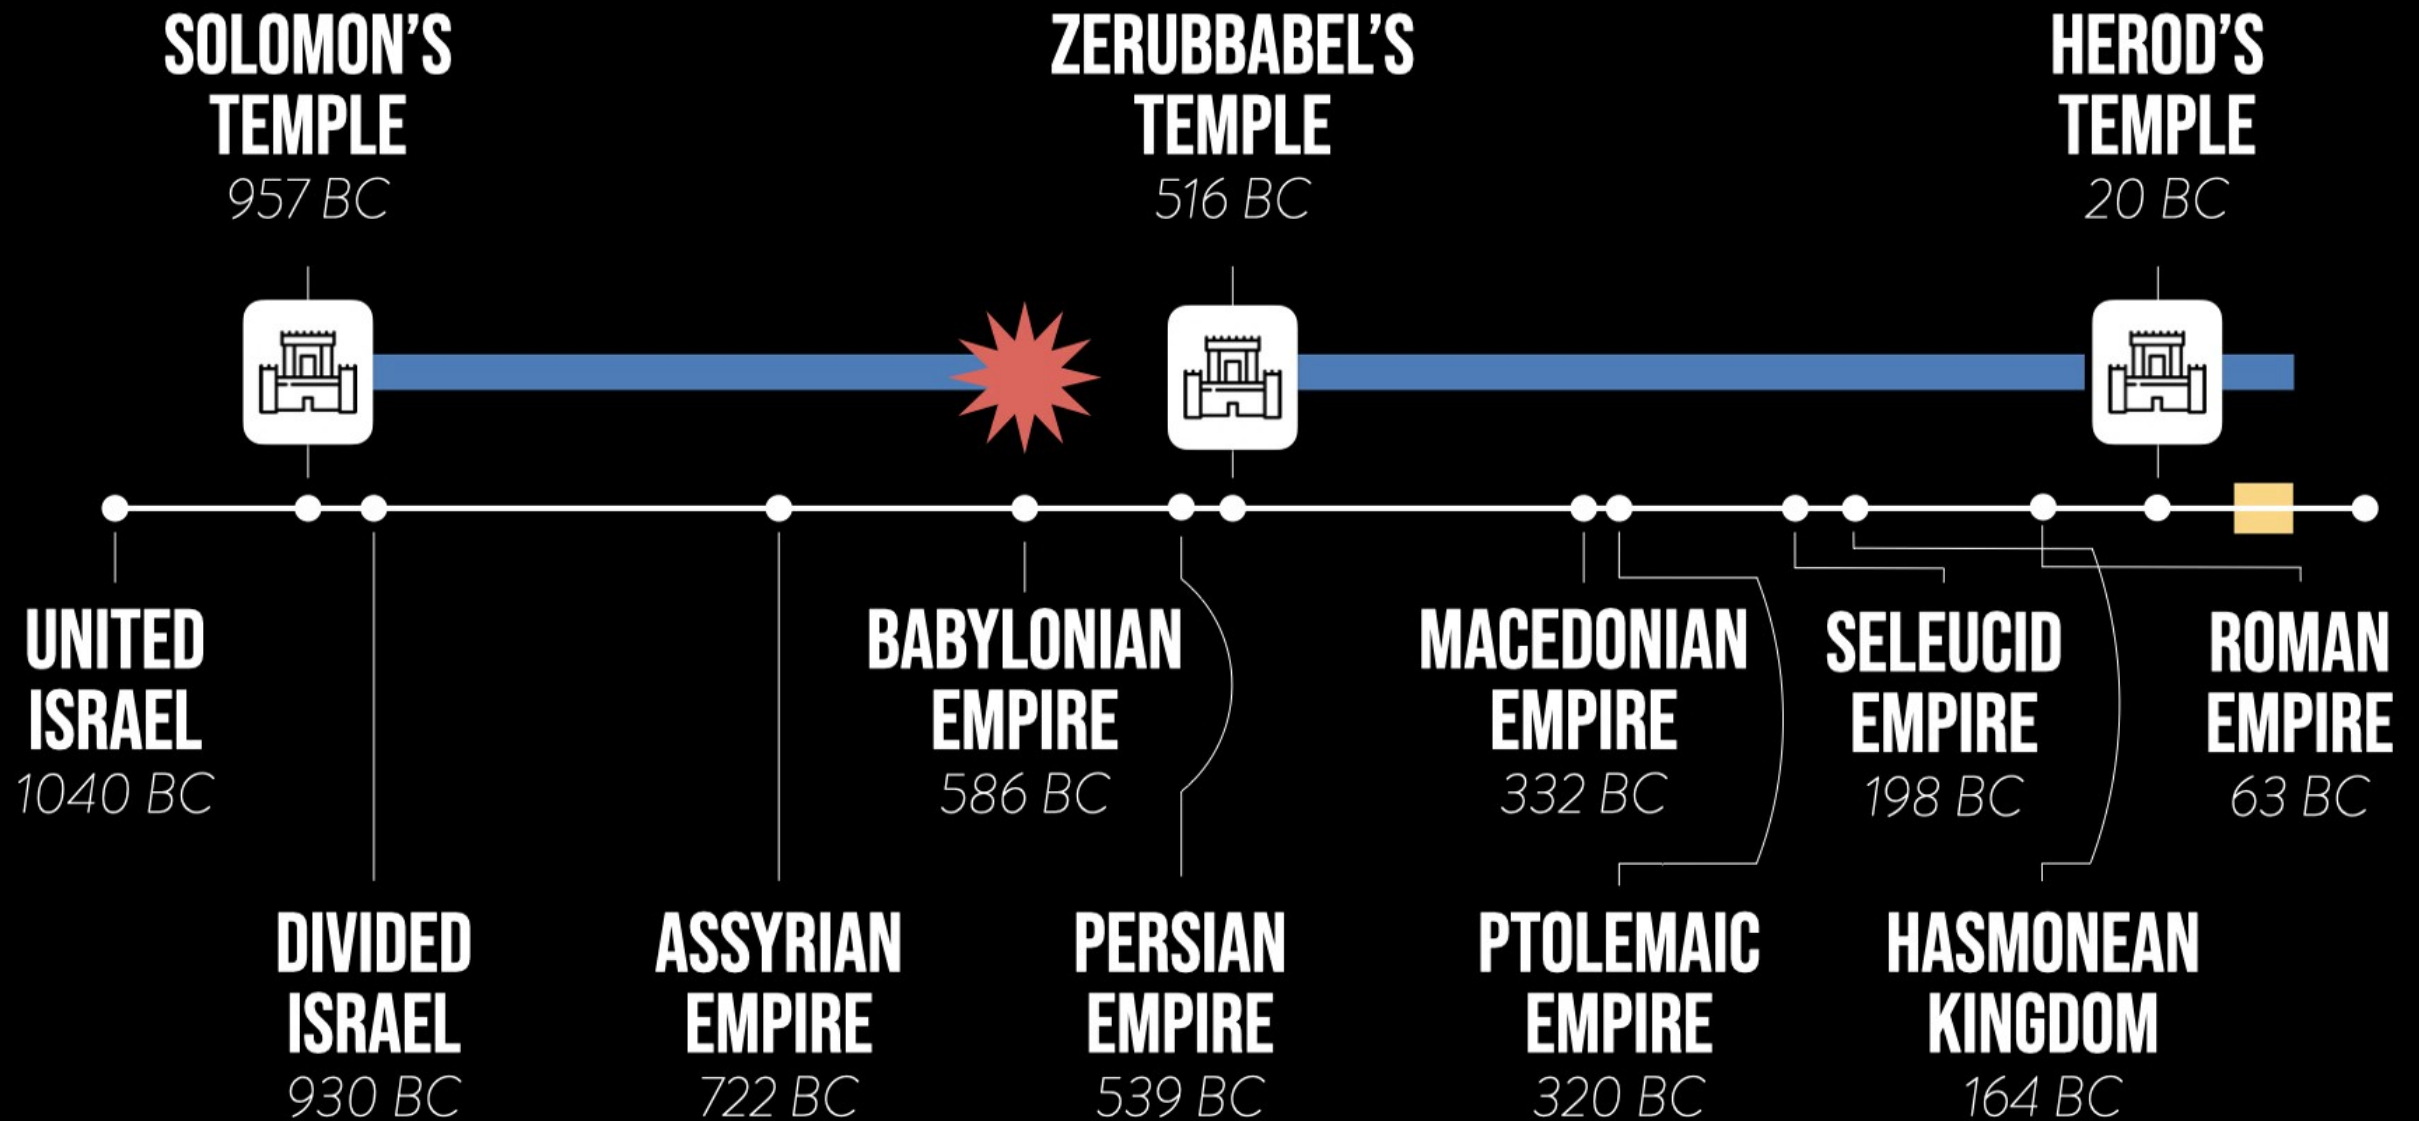 SOLOMON'S
TEMPLE
957 BC
ZERUBBABEL'S
TEMPLE
516 BC
HEROD'S
TEMPLE
20 BC
UNITED
ISRAEL
1040 BC
BABYLONIAN
EMPIRE
586 BC
MACEDONIAN
EMPIRE
332 BC
SELEUCID
EMPIRE
198 BC
ROMAN
EMPIRE
63 BC
DIVIDED
ISRAEL
930 BC
ASSYRIAN
EMPIRE
722 BC
PERSIAN
EMPIRE
539 BC
PTOLEMAIC
EMPIRE
320 BC
HASMONEAN
KINGDOM
164 BC